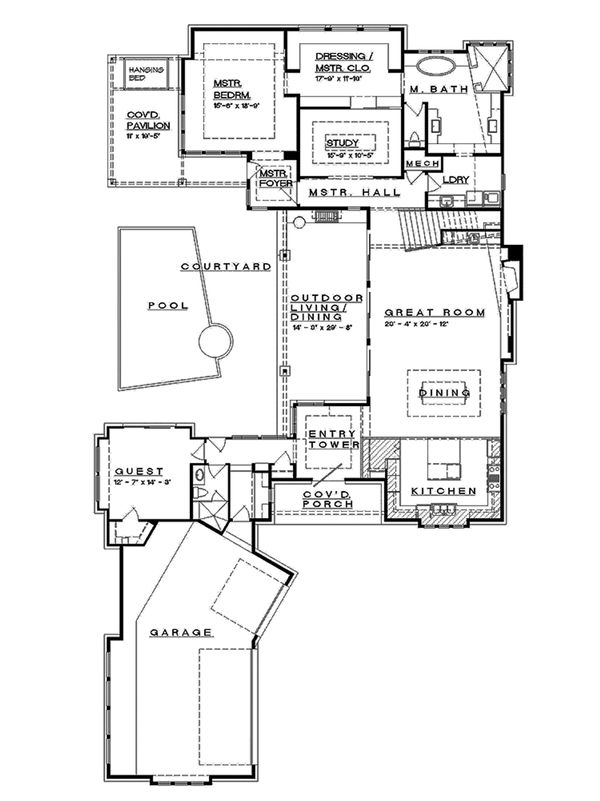 HANGING
BED
COV'D.
PAVILION
11' x 19'-5"
MSTR.
BEDRM.
15'-6" x 18'-9"
DRESSING /
MSTR. CLO.
17'-9" x 11'-10"
M. BATH
STUDY
15'-9" x 10'-5"
MECH
LDRY
MSTR.
FOYER
MSTR. HALL
COURTYARD
POOL
OUTDOOR
LIVING/
DINING
14' - 0" x 29' - 8"
GREAT ROOM
20' - 4" x 20' - 12"
DINING
ENTRY
TOWER
KITCHEN
COV'D
PORCH
GUEST
12' - 7" x 14' - 3"
GARAGE